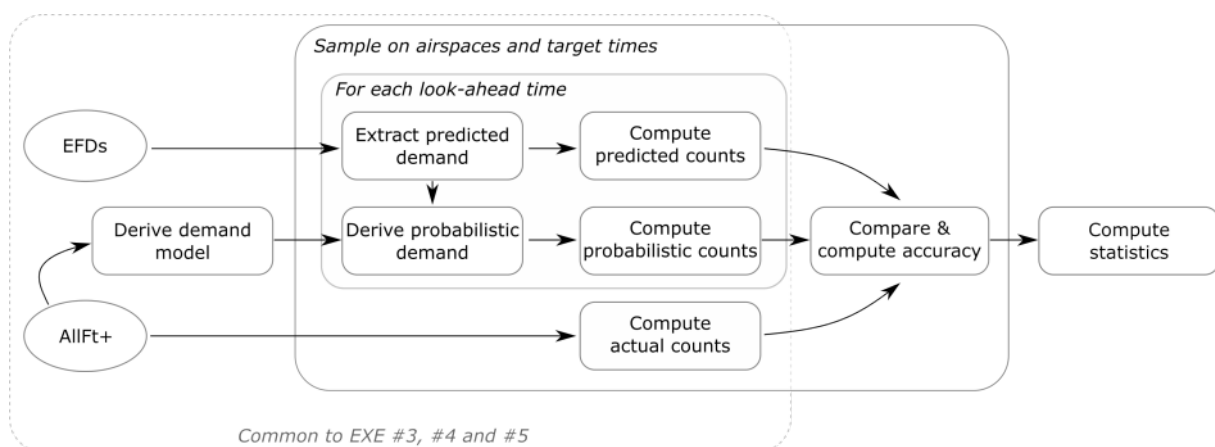 Sample on airspaces and target times
For each look-ahead time
EFDs
Extract predicted
demand
Compute
predicted counts
Derive demand
model
Derive probabilistic
demand
Compute
probabilistic counts
Compare &
compute accuracy
Compute
statistics
AllFt+
Compute
actual counts
Common to EXE #3, #4 and #5